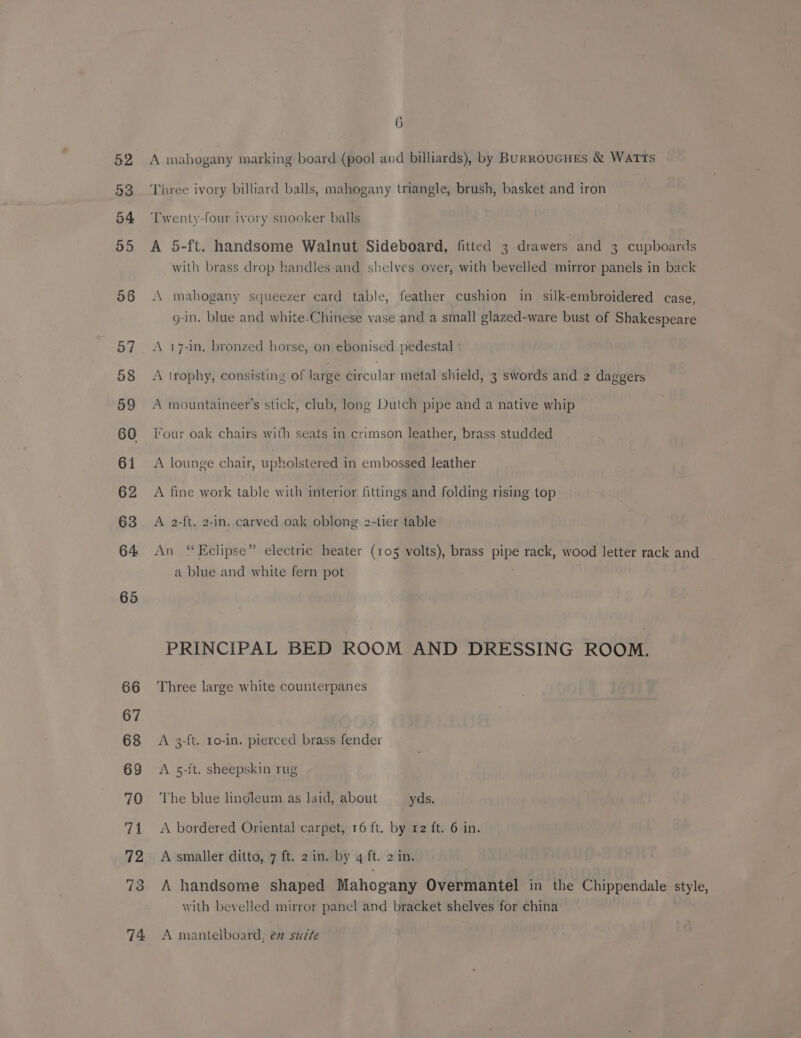 6
52 A mahogany marking board (pool and billiards), by BURROUGHES & WATTS
53 Three ivory billiard balls, mahogany triangle, brush, basket and iron
54 Twenty-four ivory snooker balls
55 A 5-ft. handsome Walnut Sideboard, fitted 3 drawers and 3 cupboards
with brass drop handles and shelves over, with bevelled mirror panels in back
56 A mahogany squeezer card table, feather cushion in silk-embroidered case,
9-in. blue and white Chinese vase and a small glazed-ware bust of Shakespeare
57 A 17-in. bronzed horse, on ebonised pedestal
58 A trophy, consisting of large circular metal shield, 3 swords and 2 daggers
59 A mountaineer's stick, club, long Dutch pipe and a native whip
60 Four oak chairs with seats in crimson leather, brass studded
61 A lounge chair, upholstered in embossed leather
62 A fine work table with interior fittings and folding rising top
63 A 2-ft. 2-in. carved oak oblong 2-tier table
64 An "Eclipse" electric heater (105 volts), brass pipe rack, wood letter rack and
a blue and white fern pot
65
PRINCIPAL BED ROOM AND DRESSING ROOM.
66 Three large white counterpanes
67
68 A 3-ft. 10-in. pierced brass fender
69 A 5-ft. sheepskin rug
70 The blue linoleum as laid, about yds.
71 A bordered Oriental carpet, 16 ft. by 12 ft. 6 in.
72 A smaller ditto, 7 ft. 2 in. by 4 ft. 2 in.
73 A handsome shaped Mahogany Overmantel in the Chippendale style,
with bevelled mirror panel and bracket shelves for china
74 A mantelboard, en suite